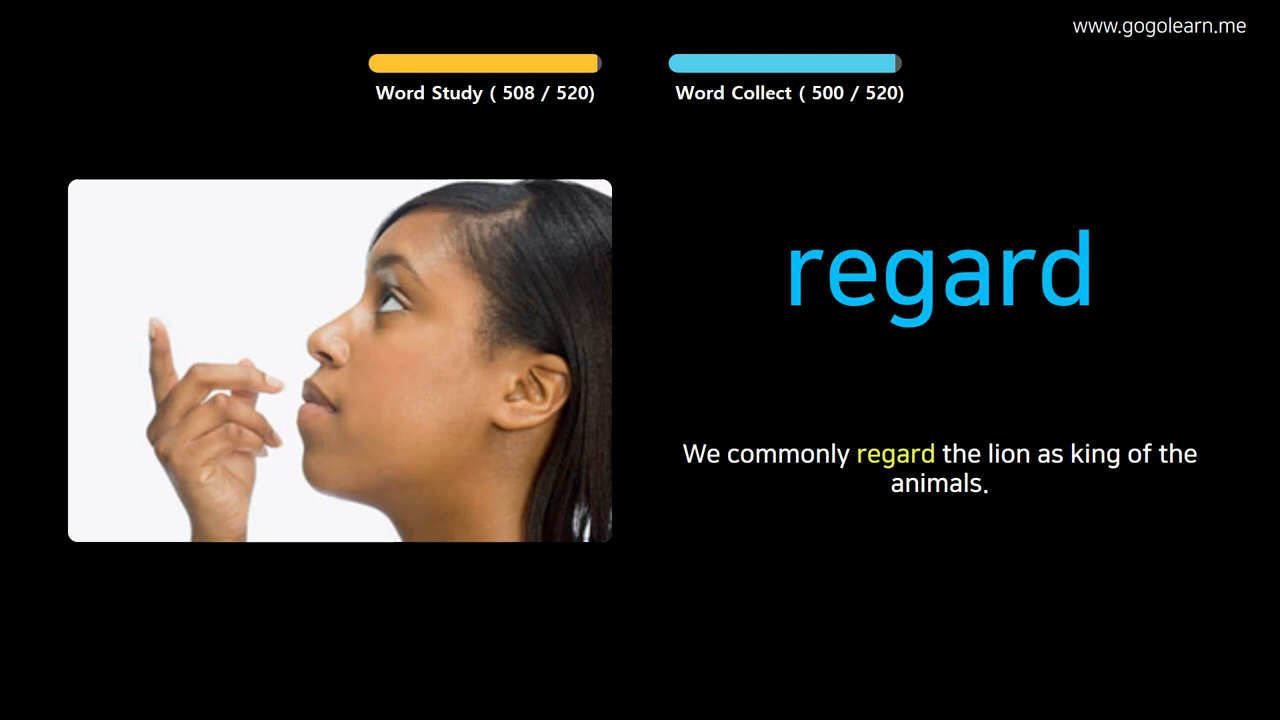 www.gogolearn.me
Word Study ( 508 / 520)
Word Collect ( 500 / 520)
regard
We commonly regard the lion as king of the
animals.